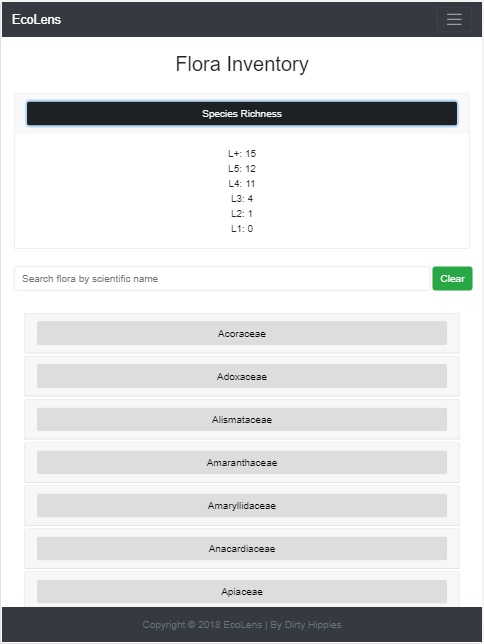 EcoLens
Flora Inventory
Species Richness
L+: 15
L5: 12
L4: 11
L3: 4
L2: 1
L1: 0
Search flora by scientific name
Clear
Acoraceae
Adoxaceae
Alismataceae
Amaranthaceae
Amaryllidaceae
Anacardiaceae
Apiaceae
Copyright © 2018 EcoLens | By Dirty Hippies